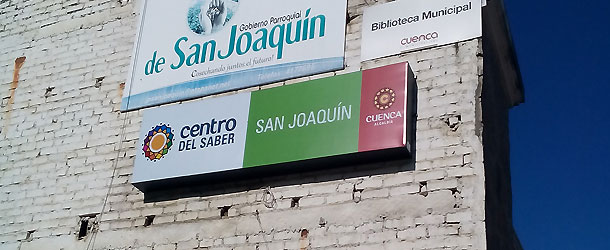 Gobierno Parroquial
de San Joaquín
Cosechando juntos el futuro!
Biblioteca Municipal
cuenca
centro
DEL SABER
SAN JOAQUÍN
CUENCA
ALCALDÍA